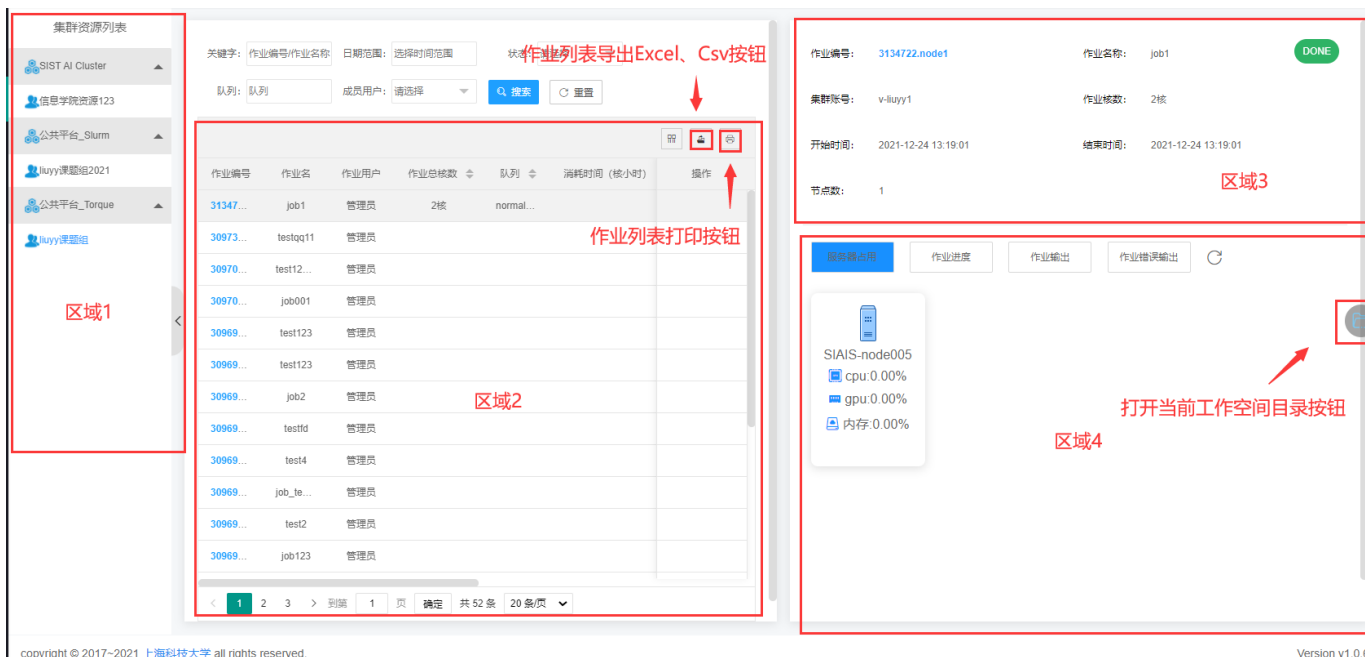 集群资源列表
SIST AI Cluster
信息学院资源123
公共平台_Slurm
liuyy课题组2021
公共平台_Torque
liuyy课题组
区域1
关键字: 作业编号/作业名称 日期范围: 选择时间范围 状态:
作业列表导出Excel、Csv按钮
队列: 队列 成员用户: 请选择 搜索 重置
作业编号 作业名 作业用户 作业总核数 队列 消耗时间（核小时） 操作
31347... job1 管理员 2核 normal...
作业列表打印按钮
30973... testqq11 管理员
30970... test12... 管理员
30970... job001 管理员
30969... test123 管理员
30969... test123 管理员
30969... job2 管理员
区域2
30969... testfd 管理员
30969... test4 管理员
30969... job_te... 管理员
30969... test2 管理员
30969... job123 管理员
1 2 3 到第 1 页 确定 共 52 条 20 条/页
作业编号: 3134722.node1 作业名称: job1 DONE
集群账号: v-liuyy1 作业核数: 2核
开始时间: 2021-12-24 13:19:01 结束时间: 2021-12-24 13:19:01
节点数: 1
区域3
服务器占用 作业进度 作业输出 作业错误输出
SIAIS-node005
cpu:0.00%
gpu:0.00%
内存:0.00%
打开当前工作空间目录按钮
区域4
copyright © 2017~2021 上海科技大学 all rights reserved.
Version v1.0.